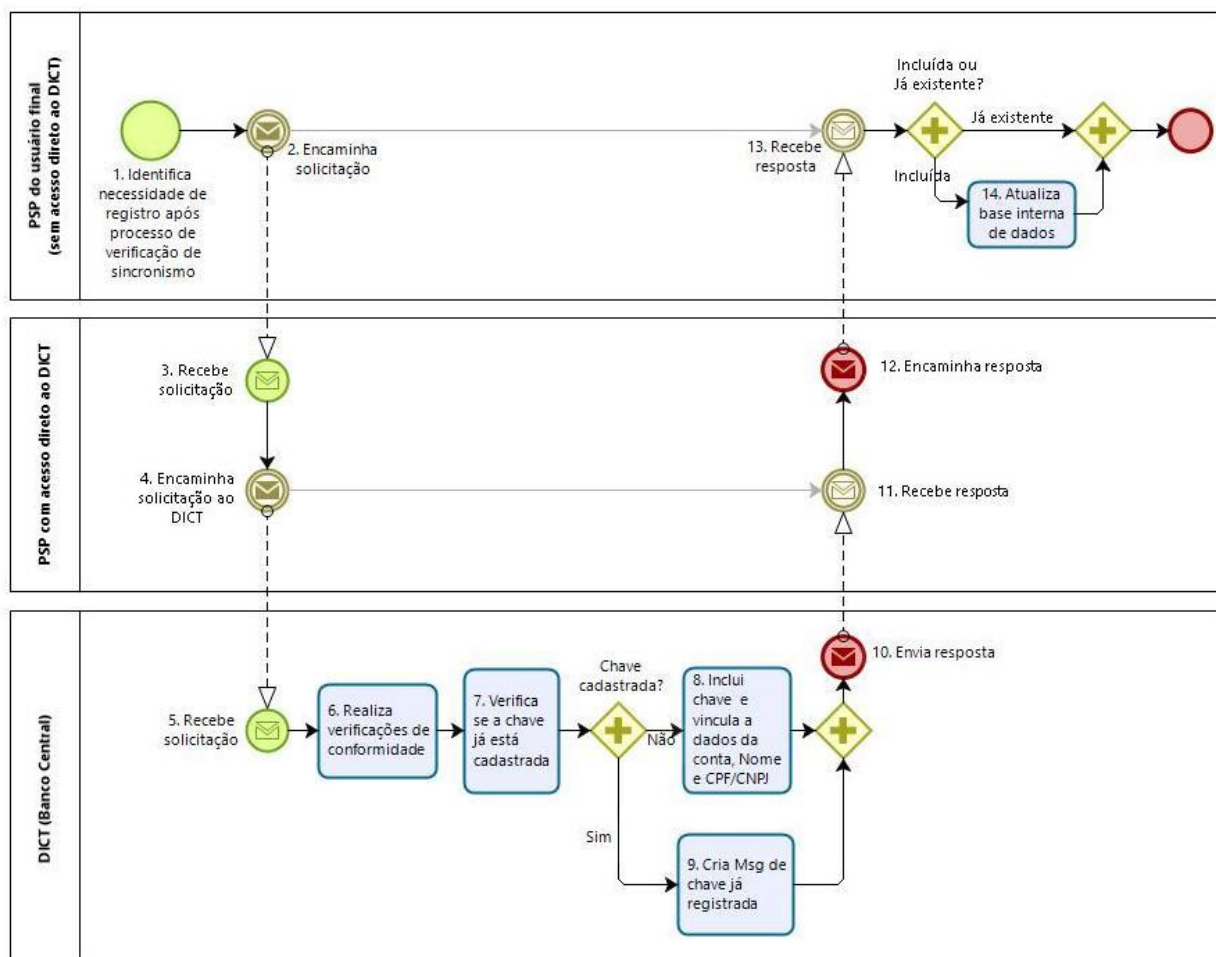 PSP do usuário final
(sem acesso direto ao DICT)
1. Identifica
necessidade de
registro após
processo de
verificação de
sincronismo
2. Encaminha
solicitação
13. Recebe
resposta
Incluída ou
Já existente?
Já existente
Incluída
14. Atualiza
base interna
de dados
PSP com acesso direto ao DICT
3. Recebe
solicitação
4. Encaminha
solicitação ao
DICT
12. Encaminha resposta
11. Recebe resposta
DICT (Banco Central)
5. Recebe
solicitação
6. Realiza
verificações de
conformidade
7. Verifica
se a chave
já está
cadastrada
Chave
cadastrada?
Não
Sim
8. Inclui
chave e
vincula a
dados da
conta, Nome
e CPF/CNPJ
9. Cria Msg de
chave já
registrada
10. Envia resposta